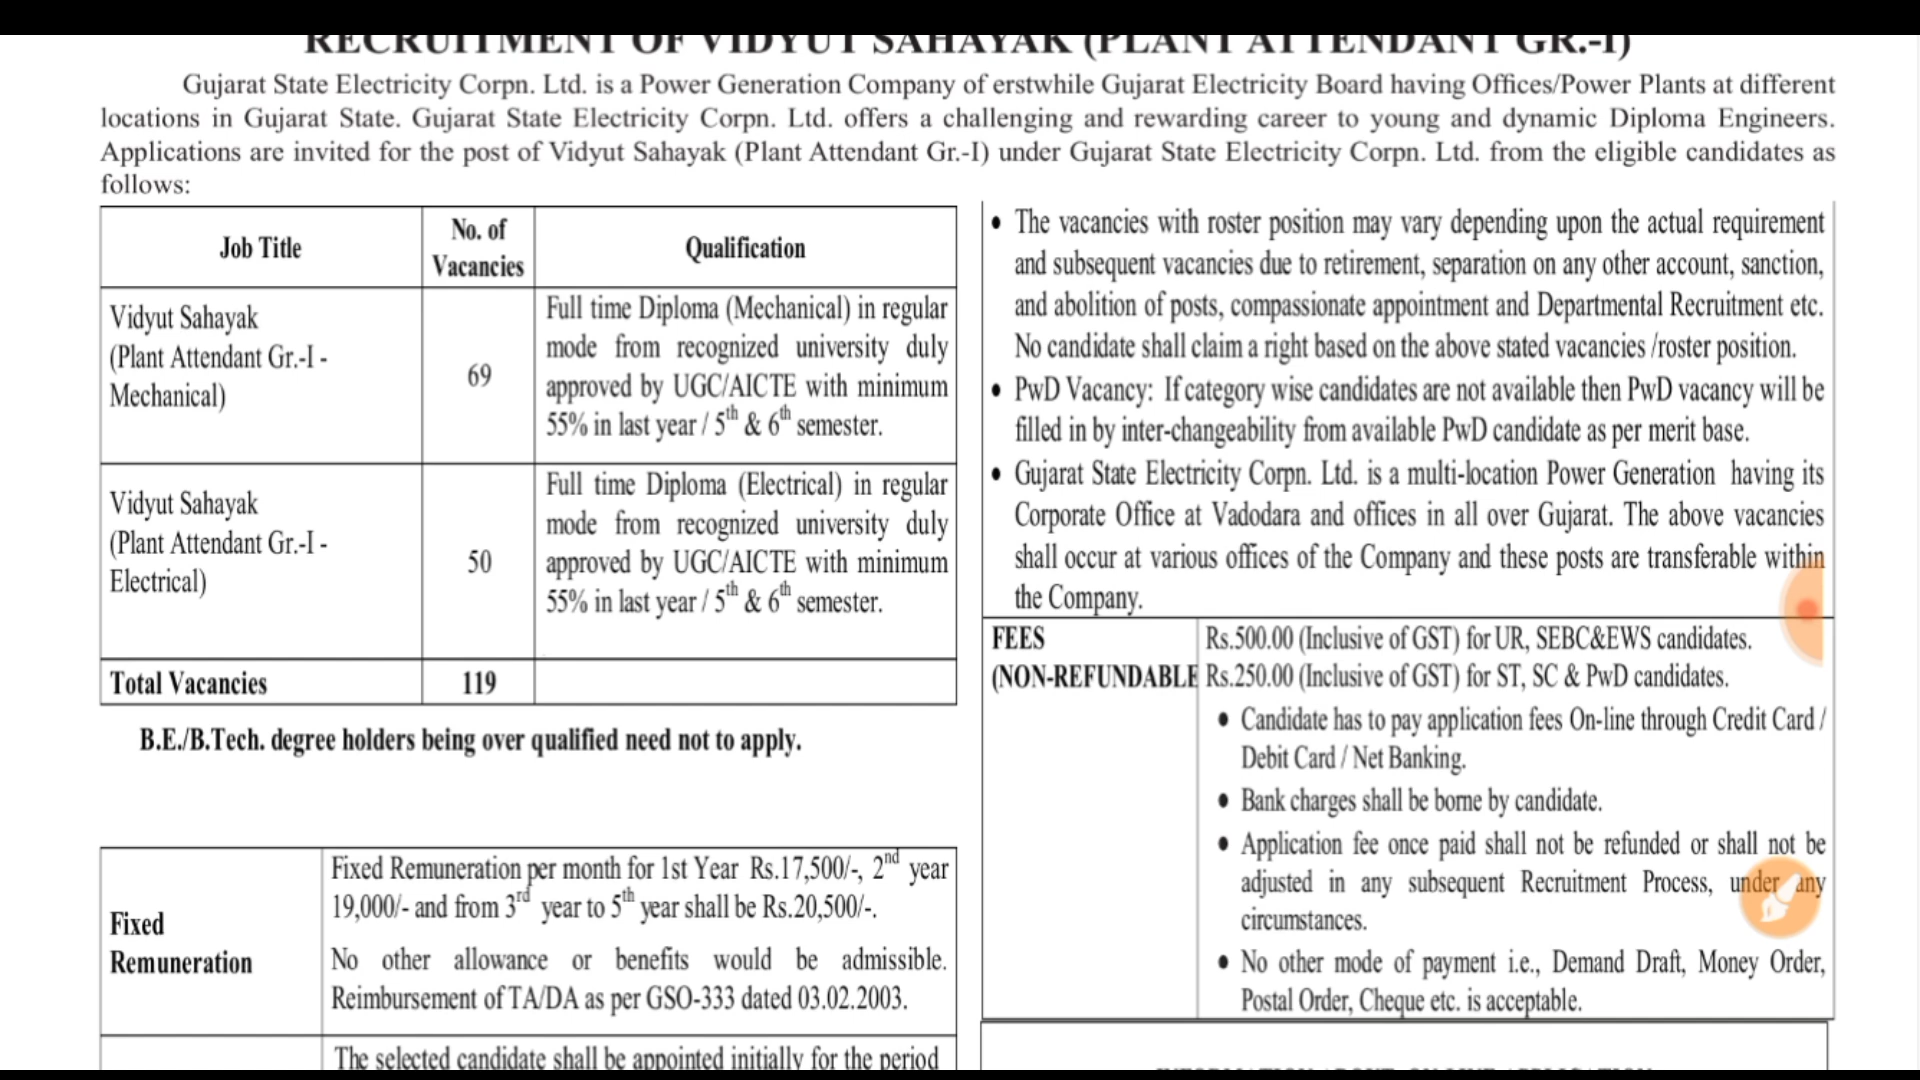 RECRUITMENT OF VIDYUT SAHAYAK (PLANT ATTENDANT GR.-I)
Gujarat State Electricity Corpn. Ltd. is a Power Generation Company of erstwhile Gujarat Electricity Board having Offices/Power Plants at different
locations in Gujarat State. Gujarat State Electricity Corpn. Ltd. offers a challenging and rewarding career to young and dynamic Diploma Engineers.
Applications are invited for the post of Vidyut Sahayak (Plant Attendant Gr.-I) under Gujarat State Electricity Corpn. Ltd. from the eligible candidates as
follows:
Job Title
No. of
Vacancies
Qualification
Vidyut Sahayak
(Plant Attendant Gr.-I -
Mechanical)
69
Full time Diploma (Mechanical) in regular
mode from recognized university duly
approved by UGC/AICTE with minimum
55% in last year / 5th & 6th semester.
Vidyut Sahayak
(Plant Attendant Gr.-I -
Electrical)
50
Full time Diploma (Electrical) in regular
mode from recognized university duly
approved by UGC/AICTE with minimum
55% in last year / 5th & 6th semester.
Total Vacancies 119
B.E./B.Tech. degree holders being over qualified need not to apply.
Fixed
Remuneration
Fixed Remuneration per month for 1st Year Rs.17,500/-, 2nd year
19,000/- and from 3rd year to 5th year shall be Rs.20,500/-.
No other allowance or benefits would be admissible.
Reimbursement of TA/DA as per GSO-333 dated 03.02.2003.
The selected candidate shall be appointed initially for the period
• The vacancies with roster position may vary depending upon the actual requirement
and subsequent vacancies due to retirement, separation on any other account, sanction,
and abolition of posts, compassionate appointment and Departmental Recruitment etc.
No candidate shall claim a right based on the above stated vacancies /roster position.
• PwD Vacancy: If category wise candidates are not available then PwD vacancy will be
filled in by inter-changeability from available PwD candidate as per merit base.
• Gujarat State Electricity Corpn. Ltd. is a multi-location Power Generation having its
Corporate Office at Vadodara and offices in all over Gujarat. The above vacancies
shall occur at various offices of the Company and these posts are transferable within
the Company.
FEES
(NON-REFUNDABLE
Rs.500.00 (Inclusive of GST) for UR, SEBC&EWS candidates.
Rs.250.00 (Inclusive of GST) for ST, SC & PwD candidates.
• Candidate has to pay application fees On-line through Credit Card /
Debit Card / Net Banking.
• Bank charges shall be borne by candidate.
• Application fee once paid shall not be refunded or shall not be
adjusted in any subsequent Recruitment Process, under any
circumstances.
• No other mode of payment i.e., Demand Draft, Money Order,
Postal Order, Cheque etc. is acceptable.